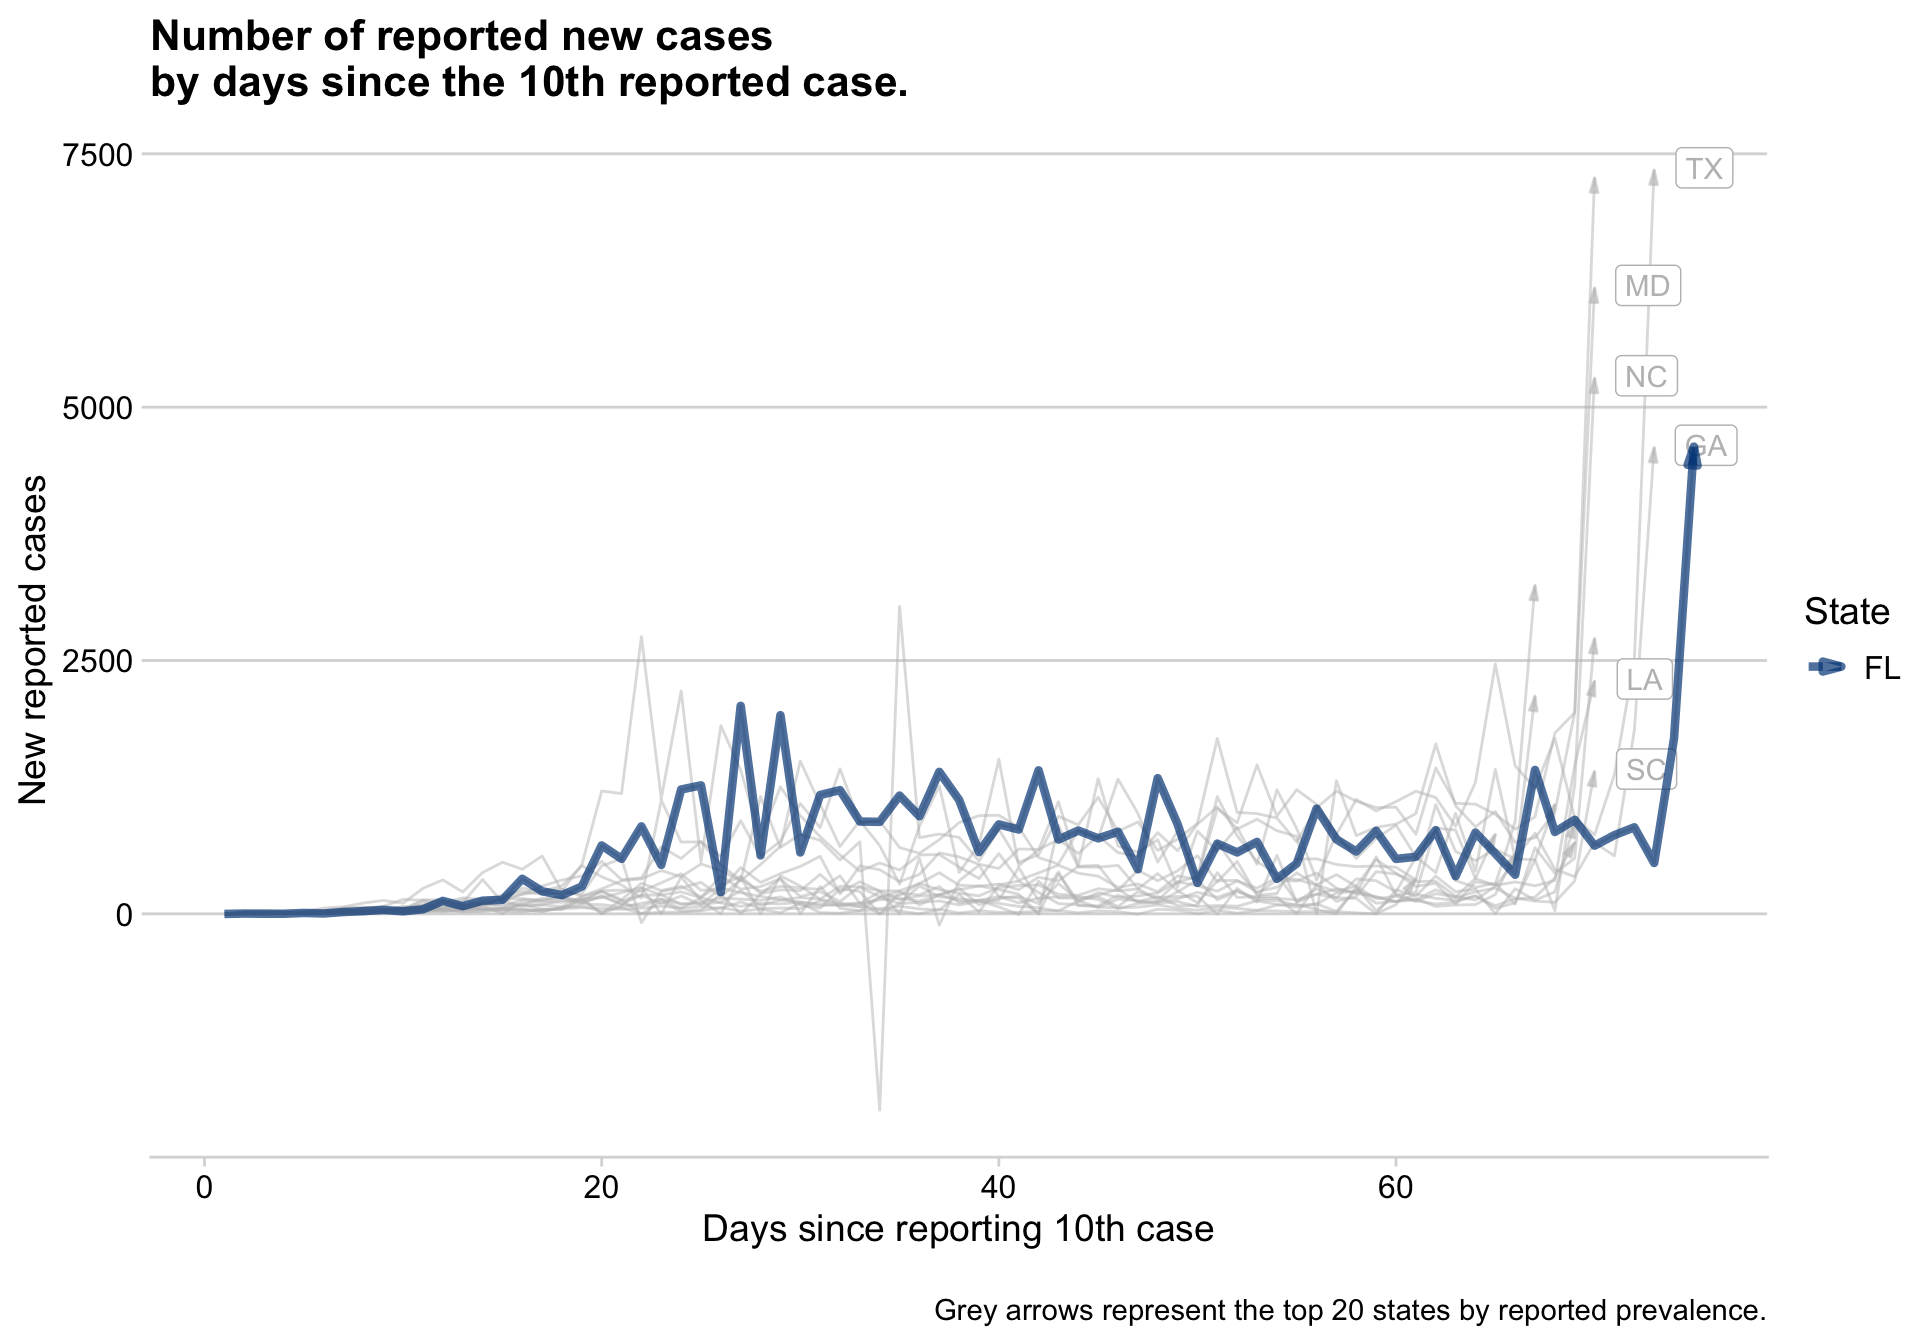 Number of reported new cases
by days since the 10th reported case.
7500
5000
2500
0
New reported cases
TX
MD
NC
GA
LA
SC
State
FL
0
20
40
60
Days since reporting 10th case
Grey arrows represent the top 20 states by reported prevalence.